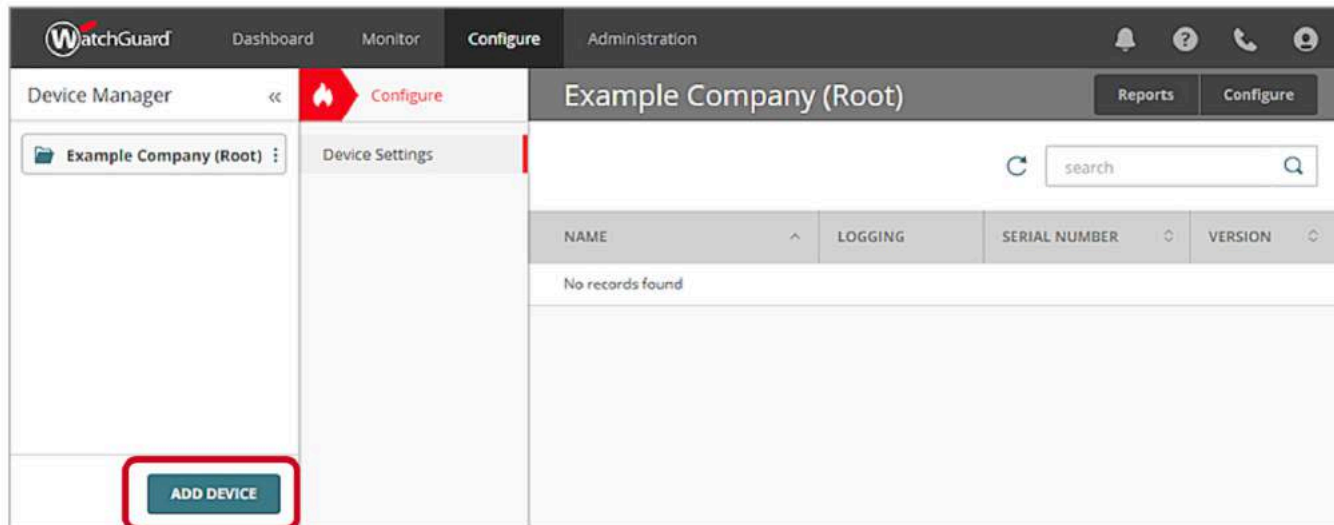 WatchGuard Dashboard Monitor Configure Administration
Device Manager « Configure Example Company (Root) Reports Configure
Example Company (Root) Device Settings search
NAME LOGGING SERIAL NUMBER VERSION
No records found
ADD DEVICE